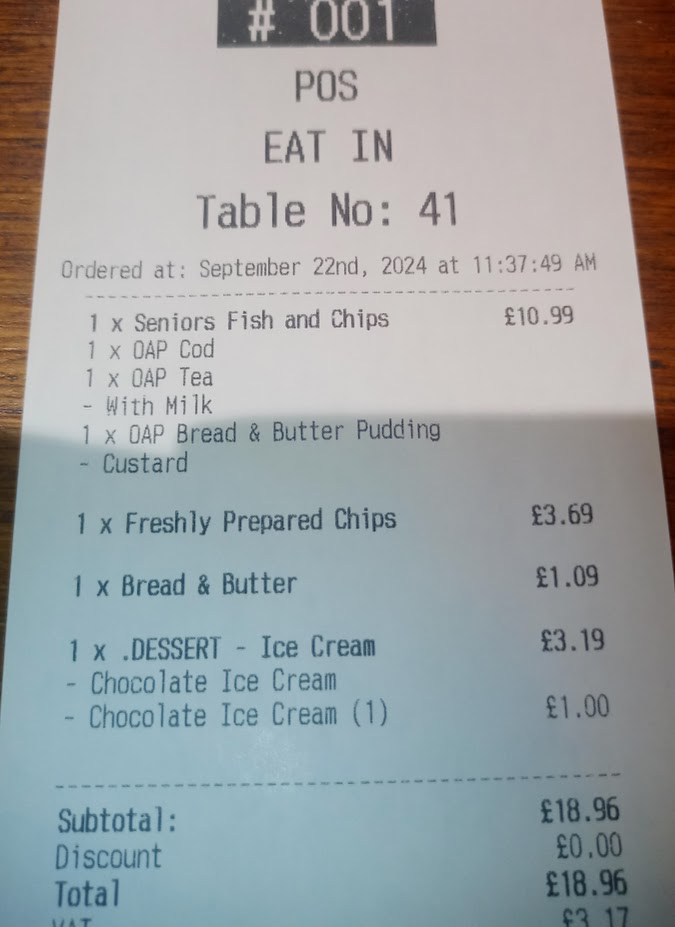 # 001
POS
EAT IN
Table No: 41
Ordered at: September 22nd, 2024 at 11:37:49 AM
1 x Seniors Fish and Chips £10.99
1 x OAP Cod
1 x OAP Tea
- With Milk
1 x OAP Bread & Butter Pudding
- Custard
1 x Freshly Prepared Chips £3.69
1 x Bread & Butter £1.09
1 x .DESSERT - Ice Cream £3.19
- Chocolate Ice Cream
- Chocolate Ice Cream (1) £1.00
Subtotal: £18.96
Discount £0.00
Total £18.96
VAT £3.17